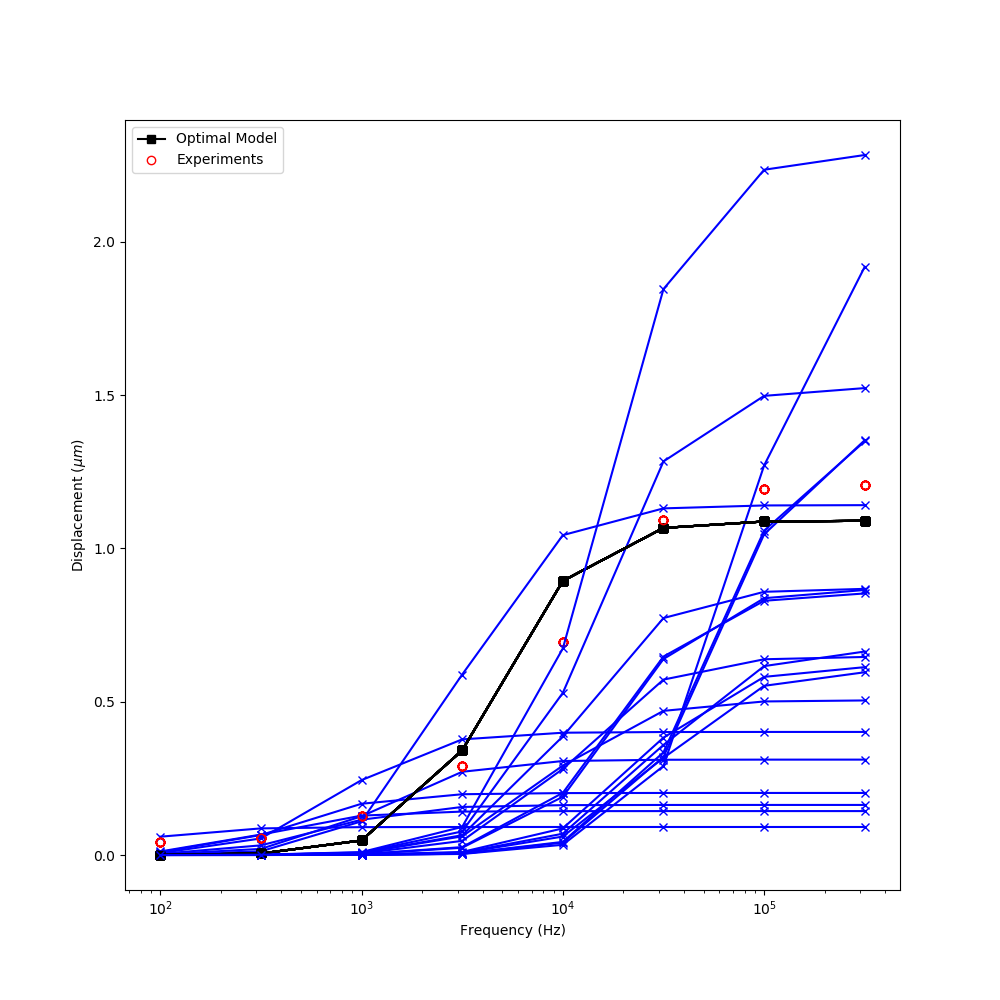 Optimal Model
Experiments
2.0
1.5
1.0
0.5
0.0
Displacement (μm)
10²
10³
10⁴
10⁵
Frequency (Hz)